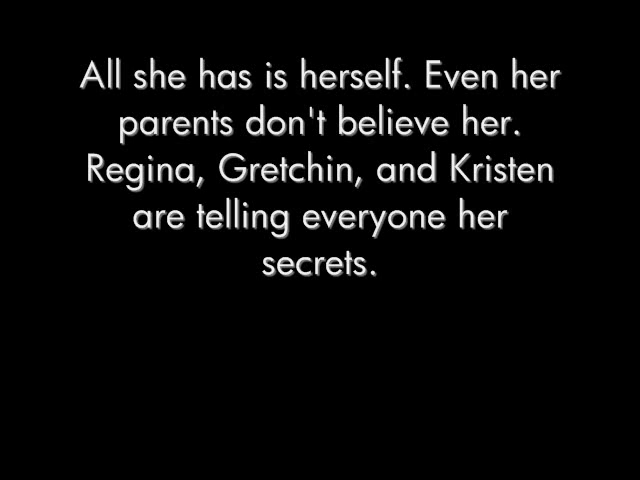 All she has is herself. Even her
parents don't believe her.
Regina, Gretchin, and Kristen
are telling everyone her
secrets.